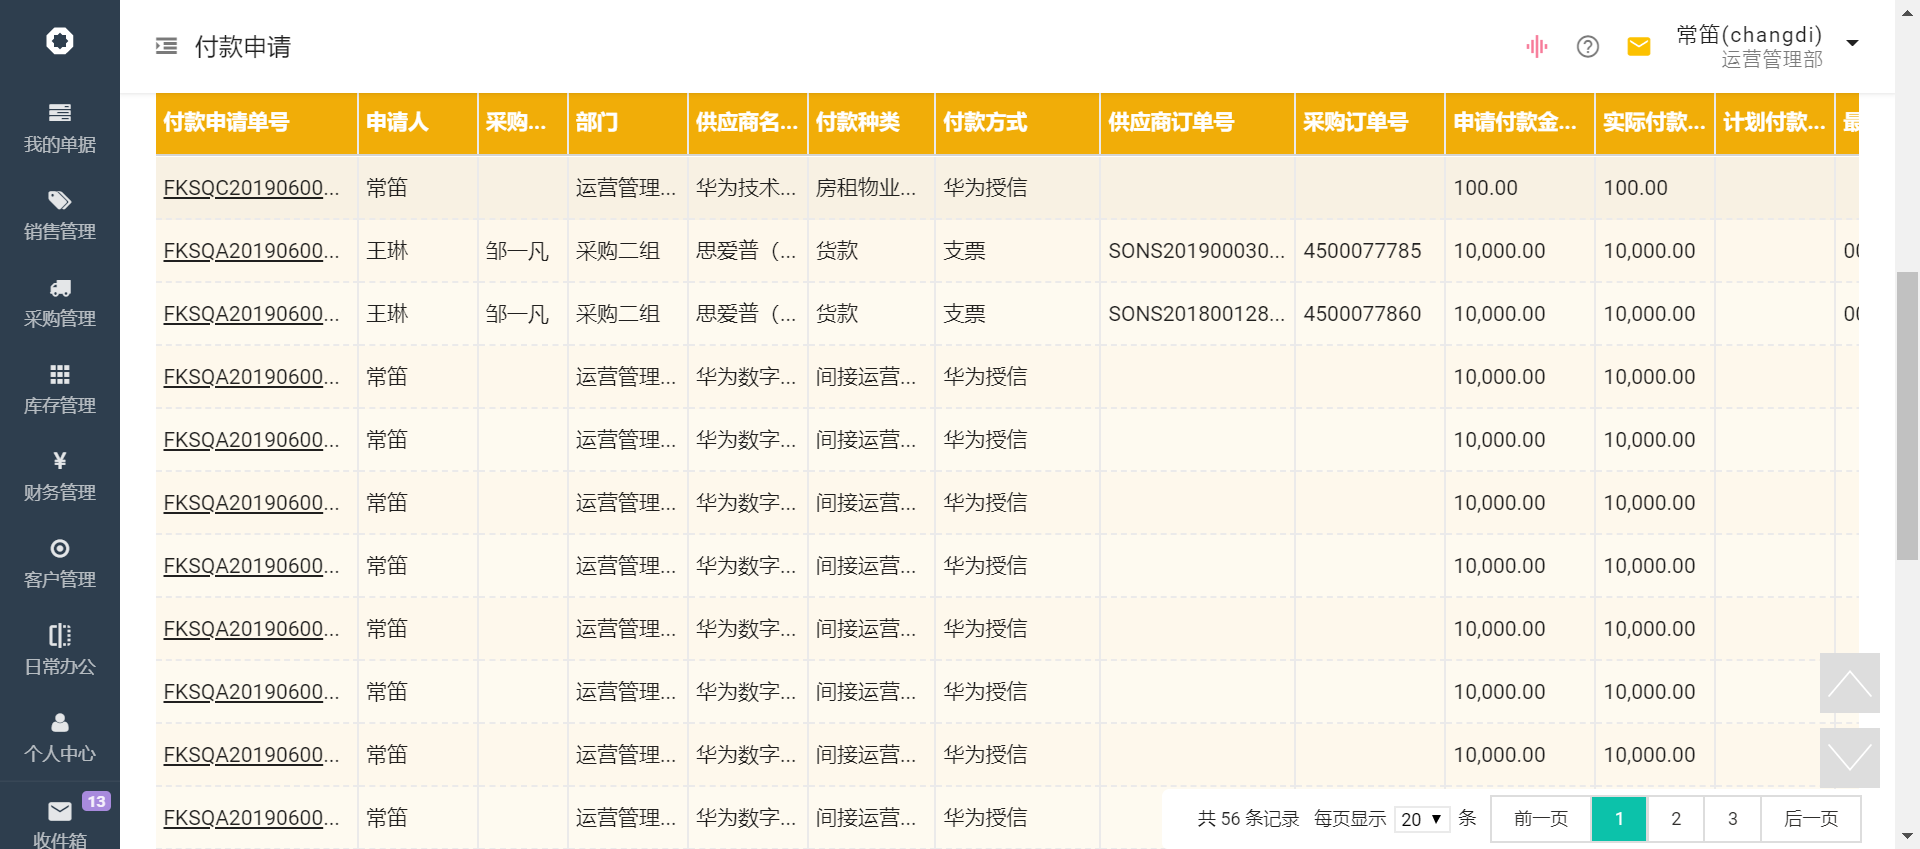 付款申请
常笛(changdi)
运营管理部
我的单据
销售管理
采购管理
库存管理
¥
财务管理
客户管理
日常办公
个人中心
13
收件箱
付款申请单号 申请人 采购... 部门 供应商名... 付款种类 付款方式 供应商订单号 采购订单号 申请付款金... 实际付款... 计划付款... 最
FKSQC20190600... 常笛 运营管理... 华为技术... 房租物业... 华为授信 100.00 100.00
FKSQA20190600... 王琳 邹一凡 采购二组 思爱普（... 货款 支票 SONS201900030... 4500077785 10,000.00 10,000.00 00
FKSQA20190600... 王琳 邹一凡 采购二组 思爱普（... 货款 支票 SONS201800128... 4500077860 10,000.00 10,000.00 00
FKSQA20190600... 常笛 运营管理... 华为数字... 间接运营... 华为授信 10,000.00 10,000.00
FKSQA20190600... 常笛 运营管理... 华为数字... 间接运营... 华为授信 10,000.00 10,000.00
FKSQA20190600... 常笛 运营管理... 华为数字... 间接运营... 华为授信 10,000.00 10,000.00
FKSQA20190600... 常笛 运营管理... 华为数字... 间接运营... 华为授信 10,000.00 10,000.00
FKSQA20190600... 常笛 运营管理... 华为数字... 间接运营... 华为授信 10,000.00 10,000.00
FKSQA20190600... 常笛 运营管理... 华为数字... 间接运营... 华为授信 10,000.00 10,000.00
FKSQA20190600... 常笛 运营管理... 华为数字... 间接运营... 华为授信 10,000.00 10,000.00
FKSQA20190600... 常笛 运营管理... 华为数字... 间接运营... 华为授信
共 56 条记录 每页显示 20 条 前一页 1 2 3 后一页